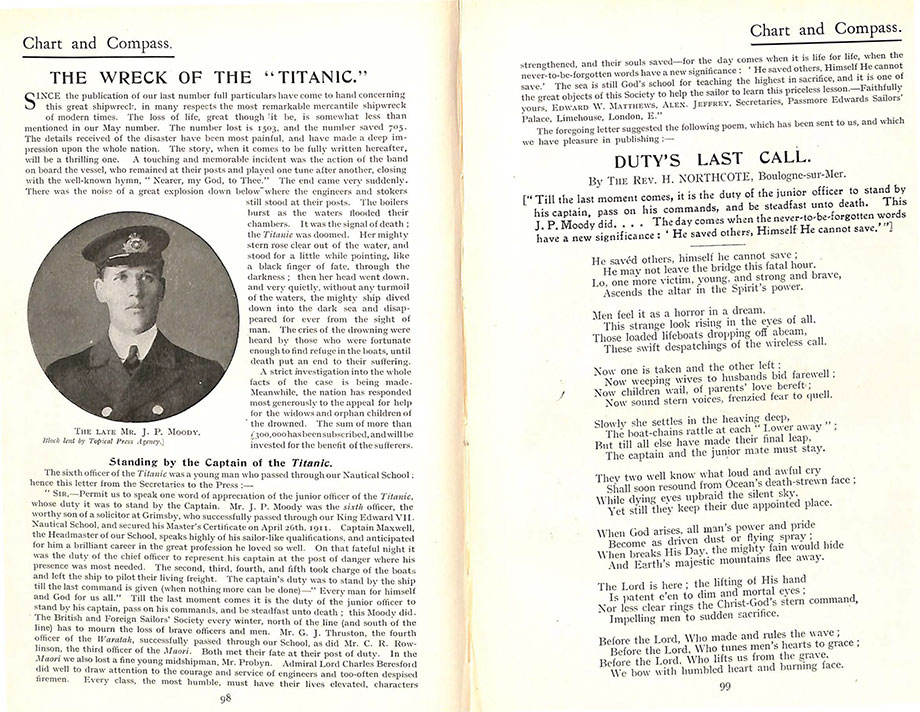 Chart and Compass.
THE WRECK OF THE "TITANIC."
SINCE the publication of our last number full particulars have come to hand concerning
this great shipwreck, in many respects the most remarkable mercantile shipwreck
of modern times. The loss of life, great though it be, is somewhat less than
mentioned in our May number. The number lost is 1503, and the number saved 705.
The details received of the disaster have been most painful, and have made a deep im-
pression upon the whole nation. The story, when it comes to be fully written hereafter,
will be a thrilling one. A touching and memorable incident was the action of the band
on board the vessel, who remained at their posts and played one tune after another, closing
with the well-known hymn, "Nearer, my God, to Thee." The end came very suddenly.
There was the noise of a great explosion down below where the engineers and stokers
still stood at their posts. The boilers
burst as the waters flooded their
chambers. It was the signal of death;
the Titanic was doomed. Her mighty
stern rose clear out of the water, and
stood for a little while pointing, like
a black finger of fate, through the
darkness; then her head went down,
and very quietly, without any turmoil
of the waters, the mighty ship dived
down into the dark sea and disap-
peared for ever from the sight of
man. The cries of the drowning were
heard by those who were fortunate
enough to find refuge in the boats, until
death put an end to their suffering.
A strict investigation into the whole
facts of the case is being made.
Meanwhile, the nation has responded
most generously to the appeal for help
for the widows and orphan children of
the drowned. The sum of more than
£300,000 has been subscribed, and will be
invested for the benefit of the sufferers.
THE LATE MR. J. P. MOODY.
Block lent by Topical Press Agency.]
Standing by the Captain of the Titanic.
The sixth officer of the Titanic was a young man who passed through our Nautical School;
hence this letter from the Secretaries to the Press:—
"SIR,—Permit us to speak one word of appreciation of the junior officer of the Titanic,
whose duty it was to stand by the Captain. Mr. J. P. Moody was the sixth officer, the
worthy son of a solicitor at Grimsby, who successfully passed through our King Edward VII.
Nautical School, and secured his Master's Certificate on April 26th, 1911. Captain Maxwell,
the Headmaster of our School, speaks highly of his sailor-like qualifications, and anticipated
for him a brilliant career in the great profession he loved so well. On that fateful night it
was the duty of the chief officer to represent his captain at the post of danger where his
presence was most needed. The second, third, fourth, and fifth took charge of the boats
and left the ship to pilot their living freight. The captain's duty was to stand by the ship
till the last command is given (when nothing more can be done)—"Every man for himself
and God for us all." Till the last moment comes it is the duty of the junior officer to
stand by his captain, pass on his commands, and be steadfast unto death; this Moody did.
The British and Foreign Sailors' Society every winter, north of the line (and south of the
line) has to mourn the loss of brave officers and men. Mr. G. J. Thruston, the fourth
officer of the Waratah, successfully passed through our School, as did Mr. C. R. Row-
linson, the third officer of the Maori. Both met their fate at their post of duty. In the
Maori we also lost a fine young midshipman, Mr. Probyn. Admiral Lord Charles Beresford
did well to draw attention to the courage and service of engineers and too-often despised
firemen. Every class, the most humble, must have their lives elevated, characters
98
Chart and Compass.
strengthened, and their souls saved—for the day comes when it is life for life, when the
never-to-be-forgotten words have a new significance: 'He saved others, Himself He cannot
save.' The sea is still God's school for teaching the highest in sacrifice, and it is one of
the great objects of this Society to help the sailor to learn this priceless lesson.—Faithfully
yours, EDWARD W. MATTHEWS, ALEX. JEFFREY, Secretaries, Passmore Edwards Sailors'
Palace, Limehouse, London, E."
The foregoing letter suggested the following poem, which has been sent to us, and which
we have pleasure in publishing:—
DUTY'S LAST CALL.
By THE REV. H. NORTHCOTE, Boulogne-sur-Mer.
["Till the last moment comes, it is the duty of the junior officer to stand by
his captain, pass on his commands, and be steadfast unto death. This
J. P. Moody did. . . . The day comes when the never-to-be-forgotten words
have a new significance: 'He saved others, Himself He cannot save.'"]
He saved others, himself he cannot save;
He may not leave the bridge this fatal hour.
Lo, one more victim, young, and strong and brave,
Ascends the altar in the Spirit's power.
Men feel it as a horror in a dream,
This strange look rising in the eyes of all.
Those loaded lifeboats dropping off abeam,
These swift despatchings of the wireless call.
Now one is taken and the other left;
Now weeping wives to husbands bid farewell;
Now children wail, of parents' love bereft;
Now sound stern voices, frenzied fear to quell.
Slowly she settles in the heaving deep,
The boat-chains rattle at each "Lower away";
But till all else have made their final leap,
The captain and the junior mate must stay.
They two well know what loud and awful cry
Shall soon resound from Ocean's death-strewn face;
While dying eyes upbraid the silent sky.
Yet still they keep their due appointed place.
When God arises, all man's power and pride
Become as driven dust or flying spray;
When breaks His Day, the mighty fain would hide
And Earth's majestic mountains flee away.
The Lord is here; the lifting of His hand
Is patent e'en to dim and mortal eyes;
Nor less clear rings the Christ-God's stern command,
Impelling men to sudden sacrifice.
Before the Lord, Who made and rules the wave;
Before the Lord, Who tunes men's hearts to grace;
Before the Lord, Who lifts us from the grave.
We bow with humbled heart and burning face.
99